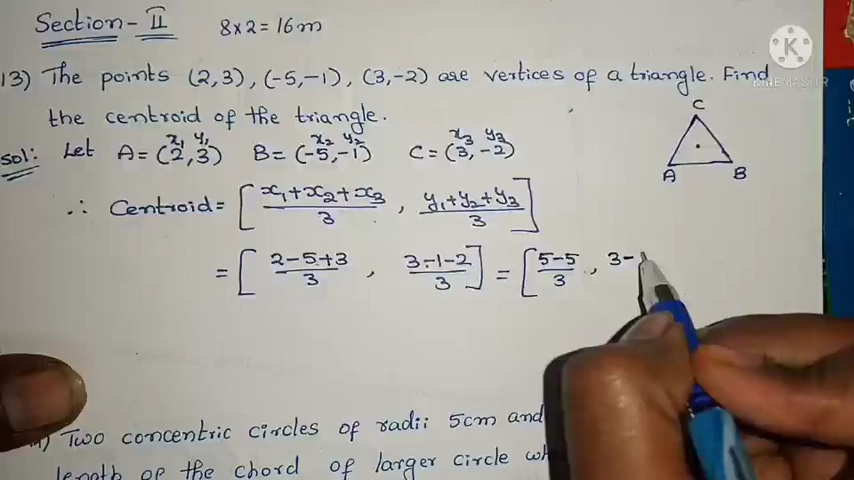 Section-II 8x2=16m
13) The points (2,3), (-5,-1), (3,-2) are vertices of a triangle. Find
the centroid of the triangle.
Sol: Let A = (2,3) B = (-5,-1) C = (3,-2)
x₁ y₁ x₂ y₂ x₃ y₃
C
A B
∴ Centroid = [ x₁+x₂+x₃/3 , y₁+y₂+y₃/3 ]
= [ 2-5+3/3 , 3-1-2/3 ] = [ 5-5/3 , 3-
Two concentric circles of radii 5cm and
length of the chord of larger circle
K
KINEMASTER